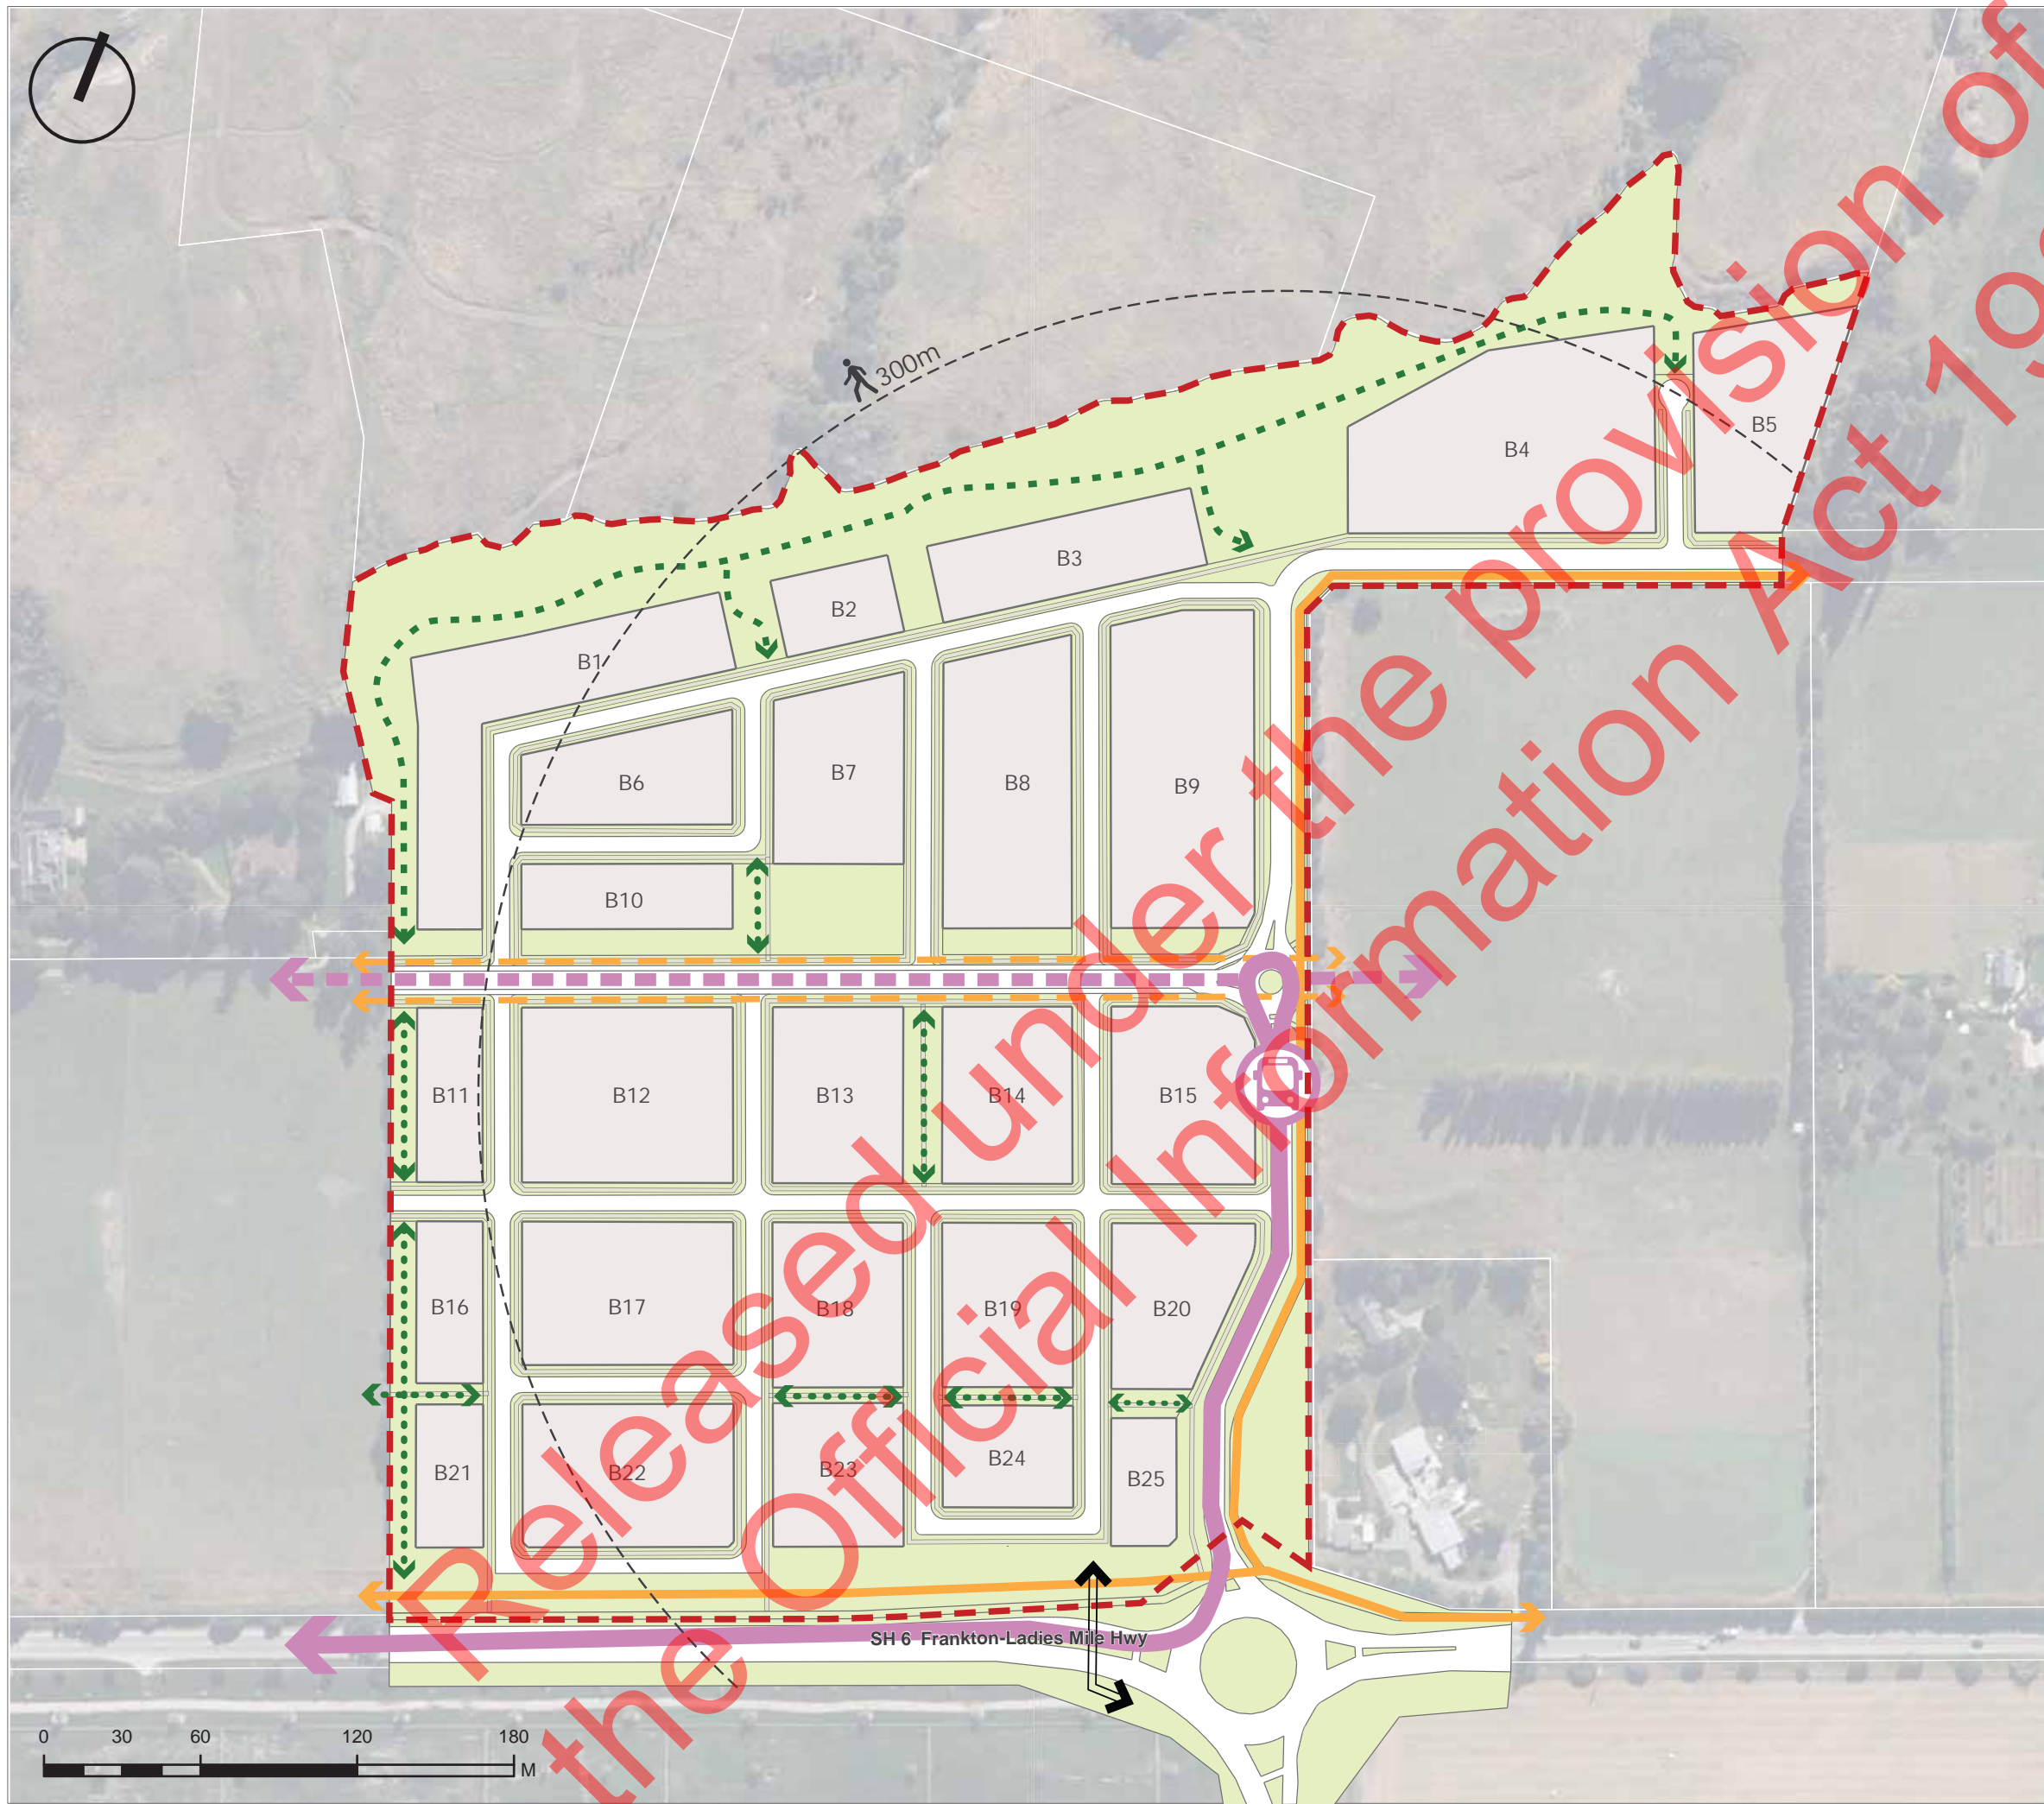 300m
B5
B4
B3
B2
B1
B6
B7
B8
B9
B10
B11
B12
B13
B14
B15
B16
B17
B18
B19
B20
B21
B22
B23
B24
B25
SH 6 Frankton-Ladies Mile Hwy
0 30 60 120 180
M
Released under the provision of
the Official Information Act 19